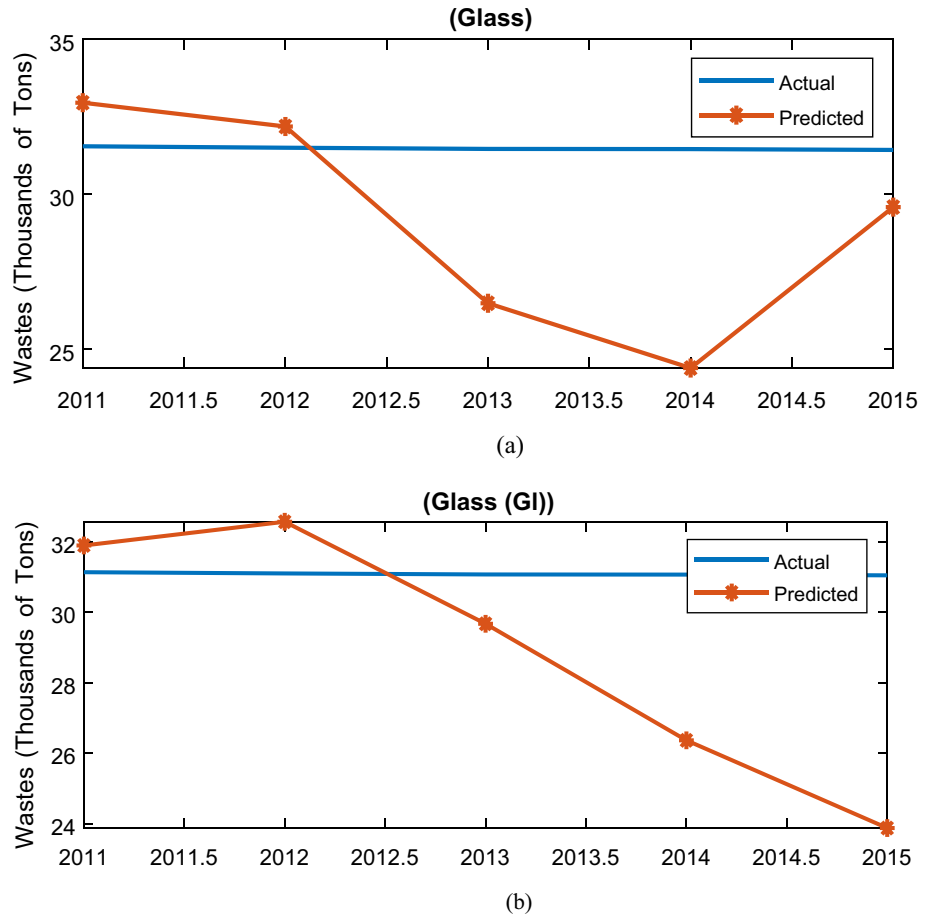 (Glass)
Wastes (Thousands of Tons)
35
30
25
Actual
Predicted
2011 2011.5 2012 2012.5 2013 2013.5 2014 2014.5 2015
(a)
(Glass (GI))
Wastes (Thousands of Tons)
32
30
28
26
24
Actual
Predicted
2011 2011.5 2012 2012.5 2013 2013.5 2014 2014.5 2015
(b)